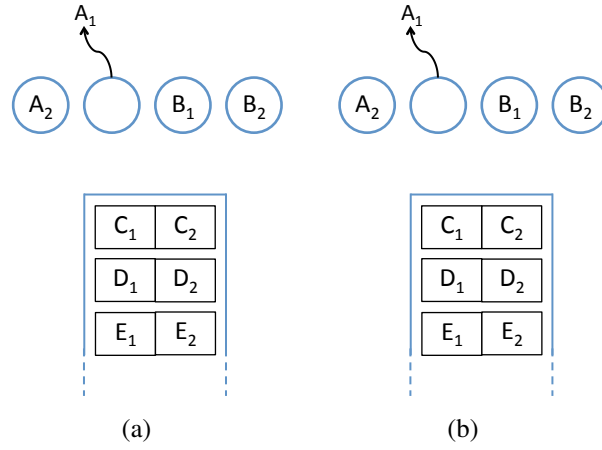 A₁ A₁
A₂ B₁ B₂ A₂ B₁ B₂
C₁ C₂ C₁ C₂
D₁ D₂ D₁ D₂
E₁ E₂ E₁ E₂
(a) (b)